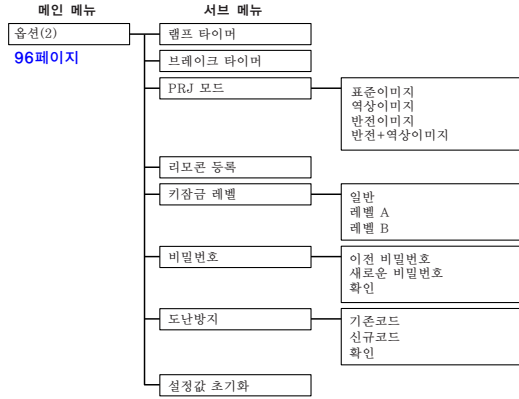 메인 메뉴
서브 메뉴
옵션(2)
96페이지
램프 타이머
브레이크 타이머
PRJ 모드
표준이미지
역상이미지
반전이미지
반전+역상이미지
리모콘 등록
키잠금 레벨
일반
레벨 A
레벨 B
비밀번호
이전 비밀번호
새로운 비밀번호
확인
도난방지
기존코드
신규코드
확인
설정값 초기화